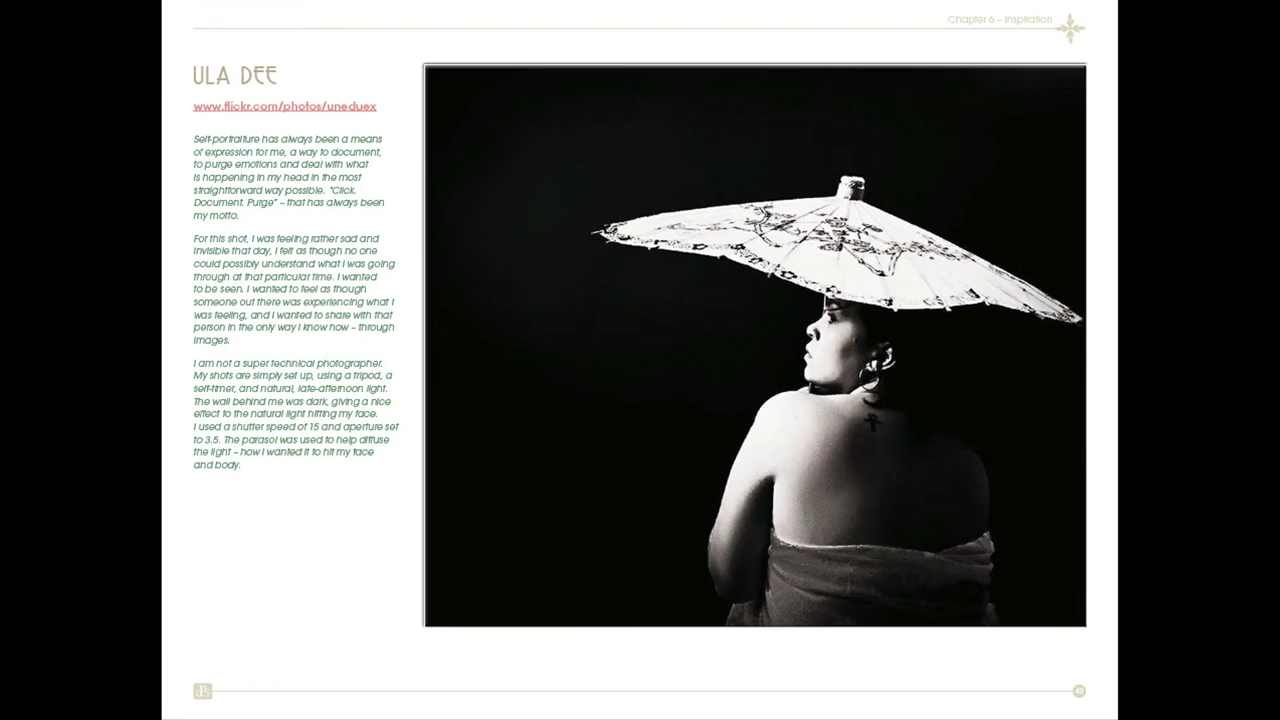 Chapter 6 – Inspiration
ULA DEE
www.flickr.com/photos/uneduex
Self-portraiture has always been a means
of expression for me, a way to document,
to purge emotions and deal with what
is happening in my head in the most
straightforward way possible. “Click.
Document. Purge” – that has always been
my motto.
For this shot, I was feeling rather sad and
invisible that day, I felt as though no one
could possibly understand what I was going
through at that particular time. I wanted
to be seen. I wanted to feel as though
someone out there was experiencing what I
was feeling, and I wanted to share with that
person in the only way I know how – through
images.
I am not a super technical photographer.
My shots are simply set up, using a tripod, a
self-timer, and natural, late-afternoon light.
The wall behind me was dark, giving a nice
effect to the natural light hitting my face.
I used a shutter speed of 15 and aperture set
to 3.5. The parasol was used to help diffuse
the light – how I wanted it to hit my face
and body.
dPs
40